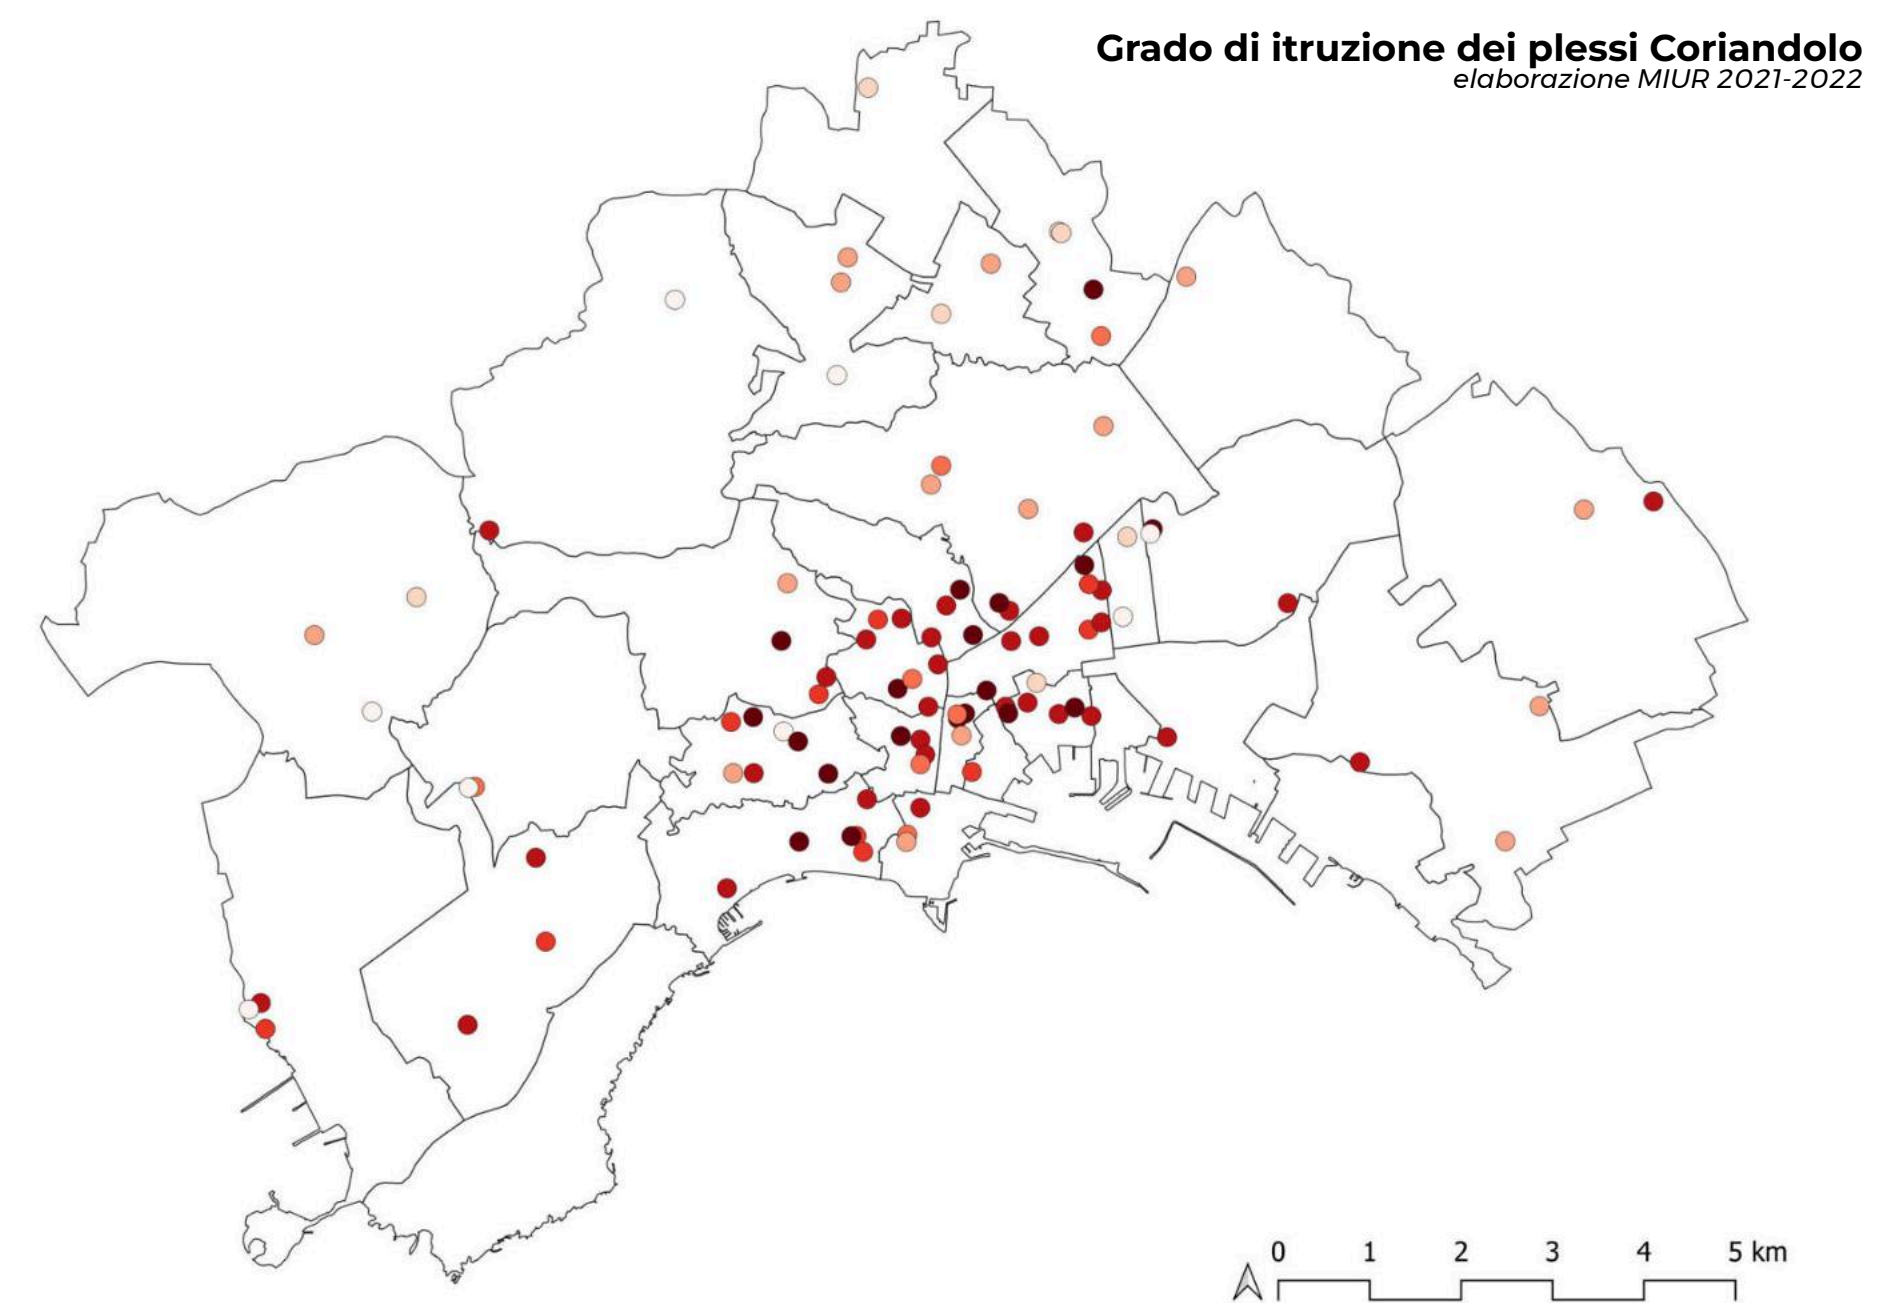 Grado di itruzione dei plessi Coriandolo
elaborazione MIUR 2021-2022
0 1 2 3 4 5 km